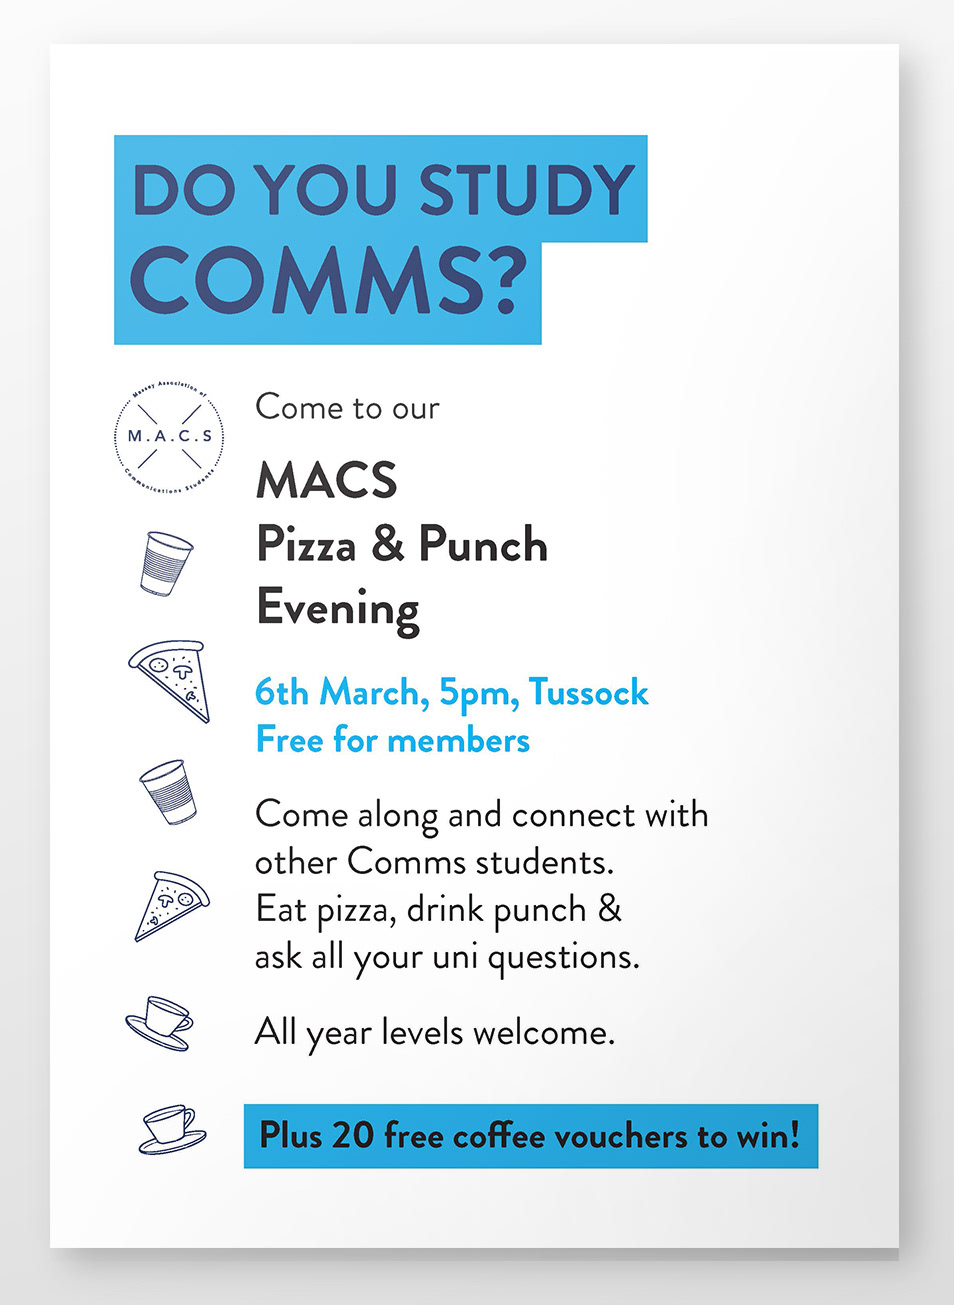 DO YOU STUDY
COMMS?
Massey Association of
M.A.C.S
Communications Students
Come to our
MACS
Pizza & Punch
Evening
6th March, 5pm, Tussock
Free for members
Come along and connect with
other Comms students.
Eat pizza, drink punch &
ask all your uni questions.
All year levels welcome.
Plus 20 free coffee vouchers to win!